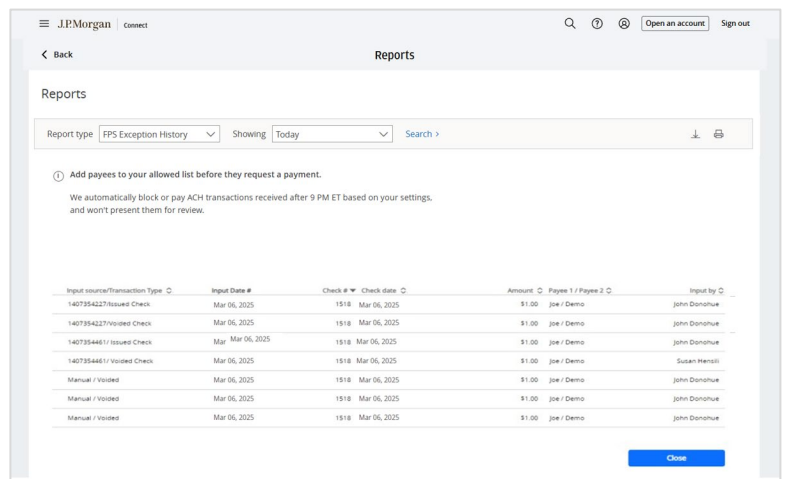 J.P.Morgan | Connect Open an account Sign out
Back Reports
Reports
Report type FPS Exception History Showing Today Search >
Add payees to your allowed list before they request a payment.
We automatically block or pay ACH transactions received after 9 PM ET based on your settings,
and won't present them for review.
Input source/Transaction Type Input Date # Check # Check date Amount Payee 1 / Payee 2 Input by
1407354227/Issued Check Mar 06, 2025 1518 Mar 06, 2025 $1.00 Joe / Demo John Donohue
1407354227/Voided Check Mar 06, 2025 1518 Mar 06, 2025 $1.00 Joe / Demo John Donohue
1407354461/ Issued Check Mar Mar 06, 2025 1518 Mar 06, 2025 $1.00 Joe / Demo John Donohue
1407354461/ Voided Check Mar 06, 2025 1518 Mar 06, 2025 $1.00 Joe / Demo Susan Hensili
Manual / Voided Mar 06, 2025 1518 Mar 06, 2025 $1.00 Joe / Demo John Donohue
Manual / Voided Mar 06, 2025 1518 Mar 06, 2025 $1.00 Joe / Demo John Donohue
Manual / Voided Mar 06, 2025 1518 Mar 06, 2025 $1.00 Joe / Demo John Donohue
Close